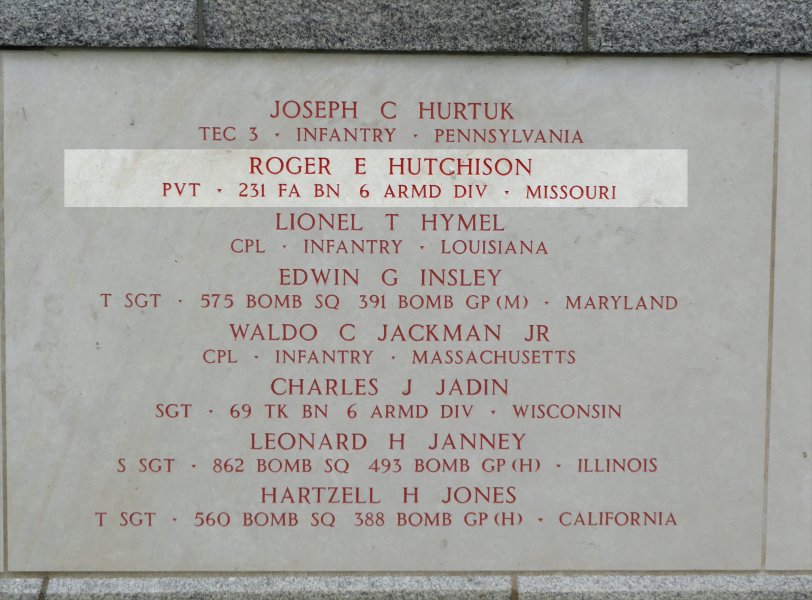 JOSEPH C HURTUK
TEC 3 · INFANTRY · PENNSYLVANIA
ROGER E HUTCHISON
PVT · 231 FA BN 6 ARMD DIV · MISSOURI
LIONEL T HYMEL
CPL · INFANTRY · LOUISIANA
EDWIN G INSLEY
T SGT · 575 BOMB SQ 391 BOMB GP (M) · MARYLAND
WALDO C JACKMAN JR
CPL · INFANTRY · MASSACHUSETTS
CHARLES J JADIN
SGT · 69 TK BN 6 ARMD DIV · WISCONSIN
LEONARD H JANNEY
S SGT · 862 BOMB SQ 493 BOMB GP (H) · ILLINOIS
HARTZELL H JONES
T SGT · 560 BOMB SQ 388 BOMB GP (H) · CALIFORNIA